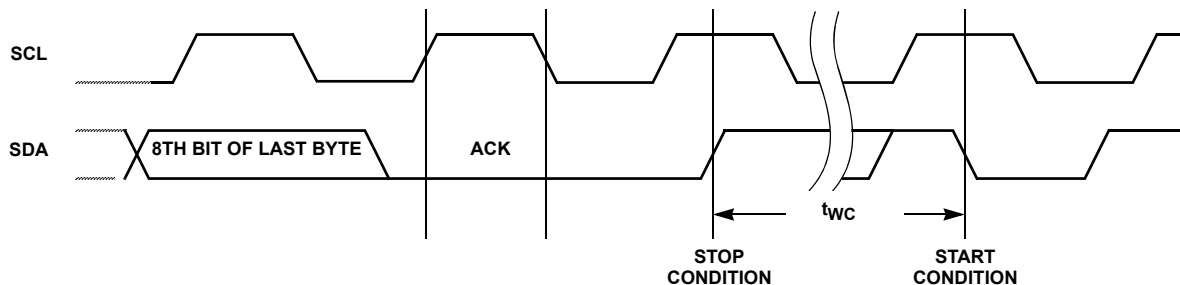 SCL
SDA
8TH BIT OF LAST BYTE
ACK
tWC
STOP
CONDITION
START
CONDITION